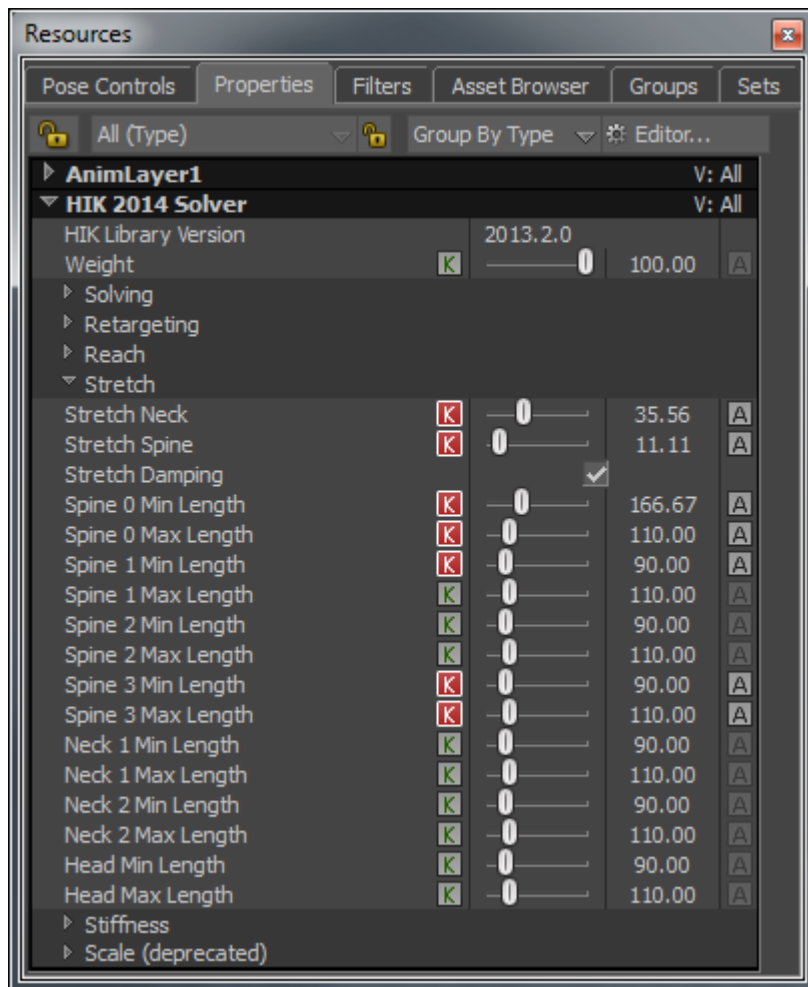 Resources
Pose Controls Properties Filters Asset Browser Groups Sets
All (Type) Group By Type Editor...
AnimLayer1 V: All
HIK 2014 Solver V: All
HIK Library Version 2013.2.0
Weight K 100.00 A
Solving
Retargeting
Reach
Stretch
Stretch Neck K 35.56 A
Stretch Spine K 11.11 A
Stretch Damping
Spine 0 Min Length K 166.67 A
Spine 0 Max Length K 110.00 A
Spine 1 Min Length K 90.00 A
Spine 1 Max Length K 110.00 A
Spine 2 Min Length K 90.00 A
Spine 2 Max Length K 110.00 A
Spine 3 Min Length K 90.00 A
Spine 3 Max Length K 110.00 A
Neck 1 Min Length K 90.00 A
Neck 1 Max Length K 110.00 A
Neck 2 Min Length K 90.00 A
Neck 2 Max Length K 110.00 A
Head Min Length K 90.00 A
Head Max Length K 110.00 A
Stiffness
Scale (deprecated)